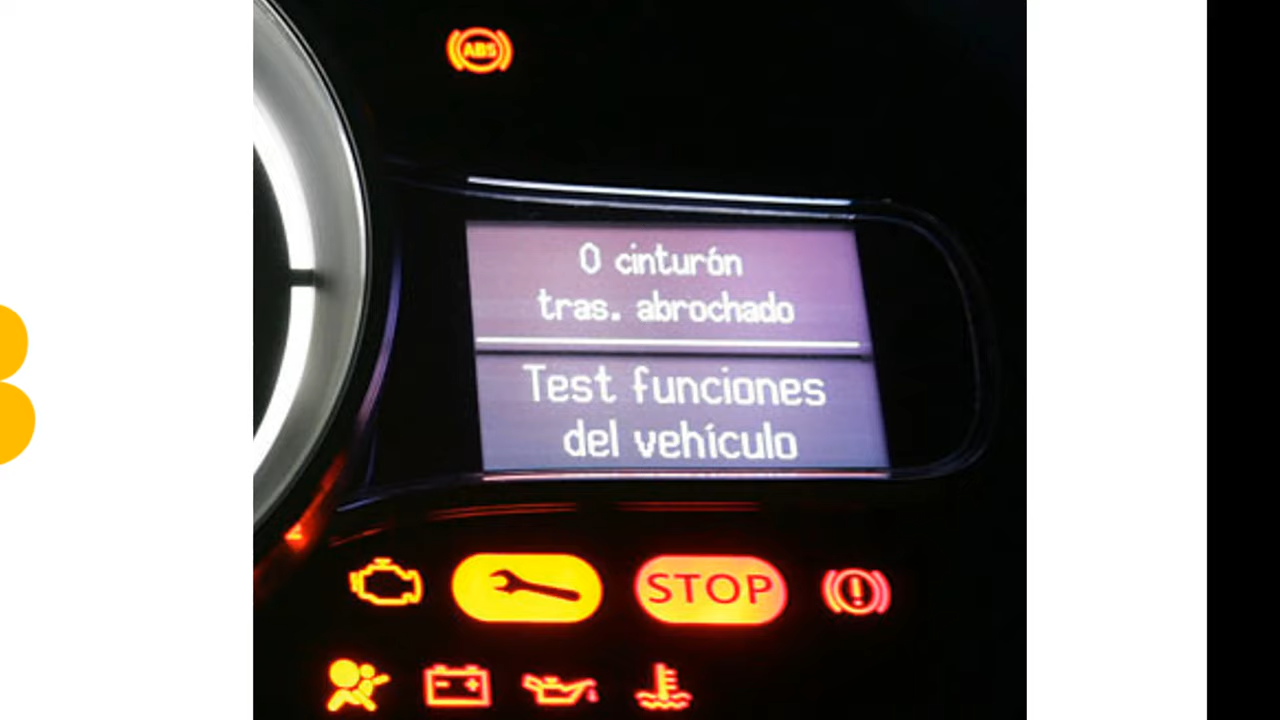 ABS
0 cinturón
tras. abrochado
Test funciones
del vehículo
STOP